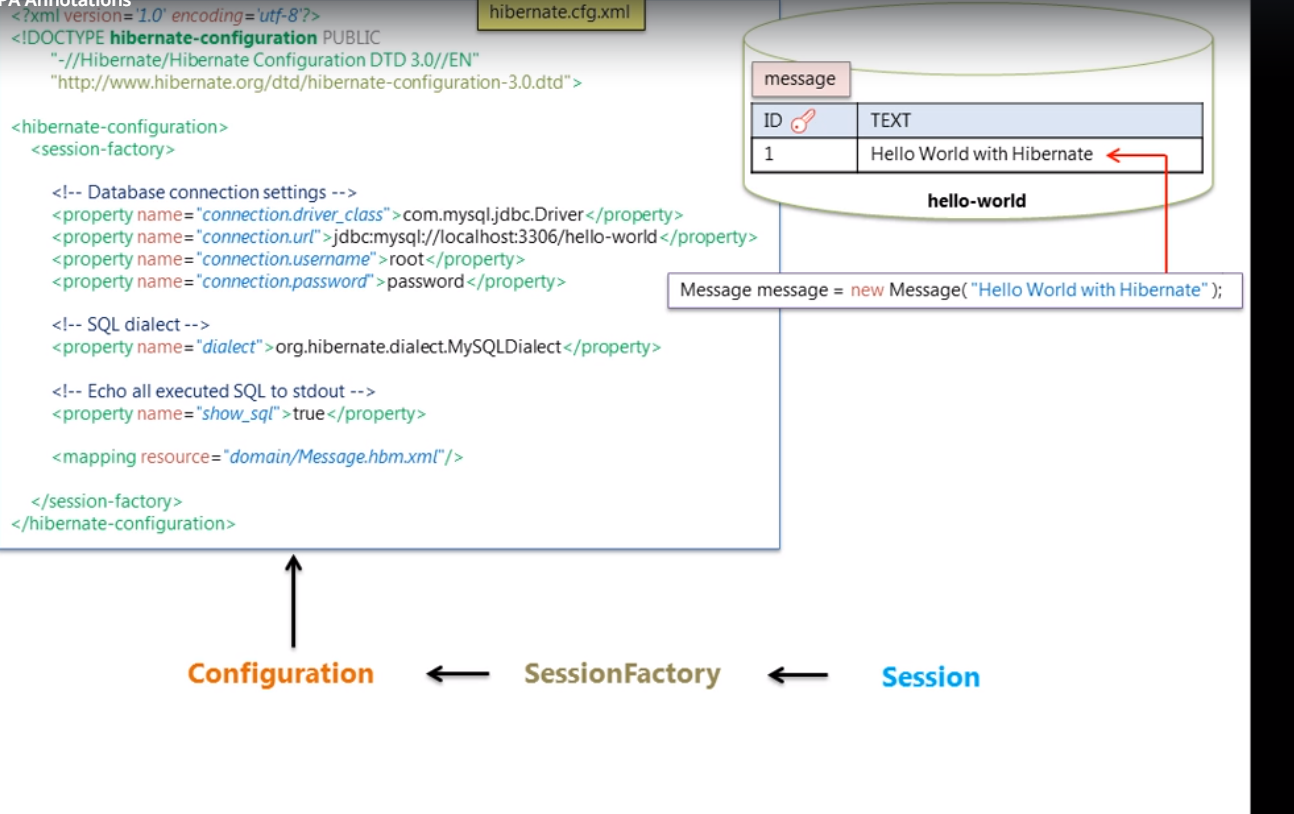 PA Annotations
hibernate.cfg.xml
<?xml version='1.0' encoding='utf-8'?>
<!DOCTYPE hibernate-configuration PUBLIC
"-//Hibernate/Hibernate Configuration DTD 3.0//EN"
"http://www.hibernate.org/dtd/hibernate-configuration-3.0.dtd">
<hibernate-configuration>
<session-factory>
<!-- Database connection settings -->
<property name="connection.driver_class">com.mysql.jdbc.Driver</property>
<property name="connection.url">jdbc:mysql://localhost:3306/hello-world</property>
<property name="connection.username">root</property>
<property name="connection.password">password</property>
<!-- SQL dialect -->
<property name="dialect">org.hibernate.dialect.MySQLDialect</property>
<!-- Echo all executed SQL to stdout -->
<property name="show_sql">true</property>
<mapping resource="domain/Message.hbm.xml"/>
</session-factory>
</hibernate-configuration>
message
ID TEXT
1 Hello World with Hibernate
hello-world
Message message = new Message( "Hello World with Hibernate" );
Configuration SessionFactory Session